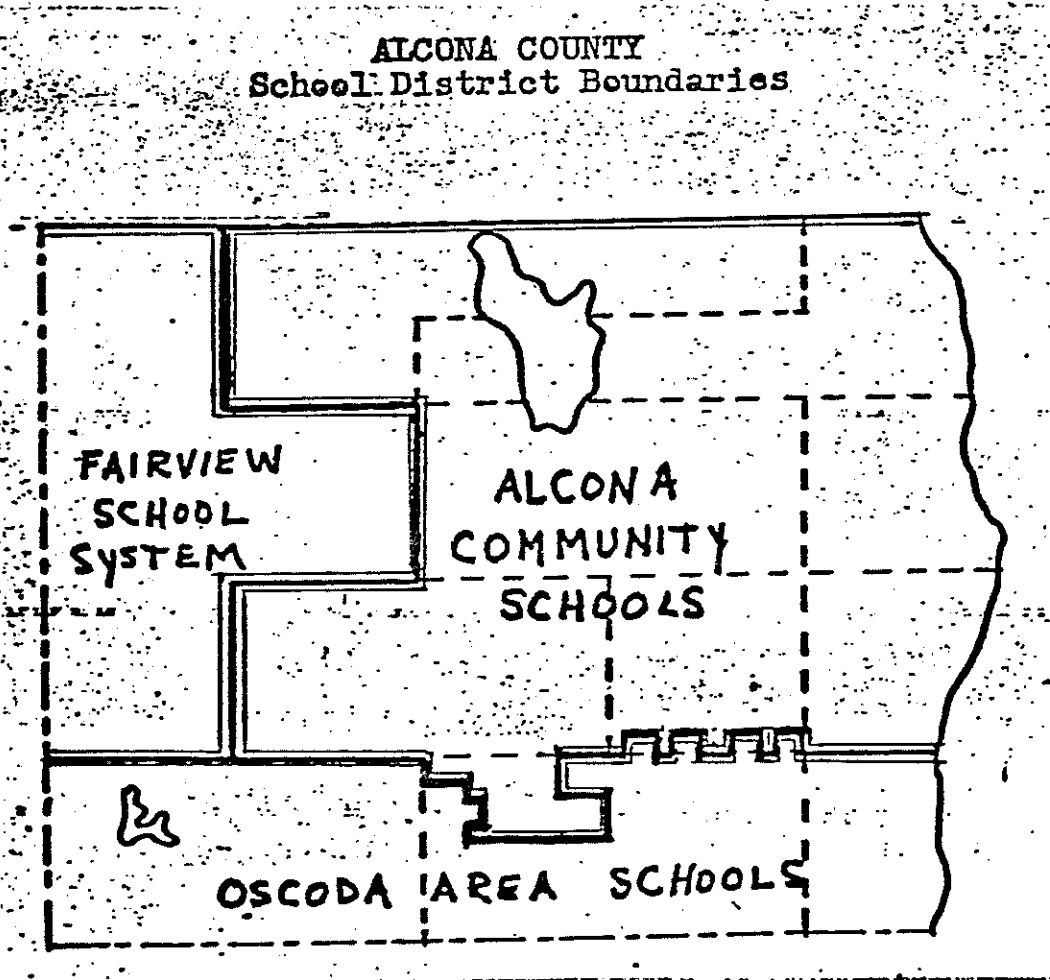 ALCONA COUNTY
School District Boundaries
FAIRVIEW
SCHOOL
SYSTEM
ALCONA
COMMUNITY
SCHOOLS
OSCODA AREA SCHOOLS